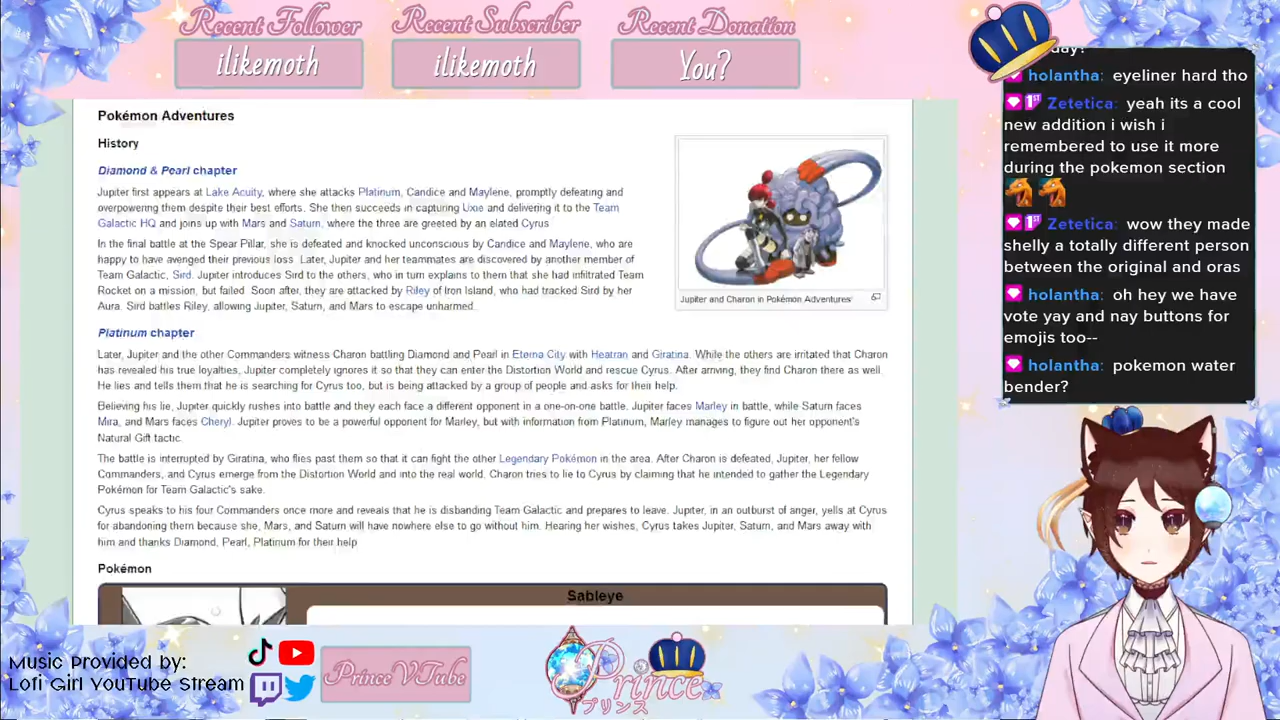 Recent Follower
ilikemoth
Recent Subscriber
ilikemoth
Recent Donation
You?
Pokémon Adventures
History
Diamond & Pearl chapter
Jupiter first appears at Lake Acuity, where she attacks Platinum, Candice and Maylene, promptly defeating and
overpowering them despite their best efforts. She then succeeds in capturing Uxie and delivering it to the Team
Galactic HQ and joins up with Mars and Saturn, where the three are greeted by an elated Cyrus
In the final battle at the Spear Pillar, she is defeated and knocked unconscious by Candice and Maylene, who are
happy to have avenged their previous loss. Later, Jupiter and her teammates are discovered by another member of
Team Galactic, Sird. Jupiter introduces Sird to the others, who in turn explains to them that she had infiltrated Team
Rocket on a mission, but failed. Soon after, they are attacked by Riley of Iron Island, who had tracked Sird by her
Aura. Sird battles Riley, allowing Jupiter, Saturn, and Mars to escape unharmed.
Jupiter and Charon in Pokémon Adventures
Platinum chapter
Later, Jupiter and the other Commanders witness Charon battling Diamond and Pearl in Eterna City with Heatran and Giratina. While the others are irritated that Charon
has revealed his true loyalties, Jupiter completely ignores it so that they can enter the Distortion World and rescue Cyrus. After arriving, they find Charon there as well.
He lies and tells them that he is searching for Cyrus too, but is being attacked by a group of people and asks for their help.
Believing his lie, Jupiter quickly rushes into battle and they each face a different opponent in a one-on-one battle. Jupiter faces Marley in battle, while Saturn faces
Mira, and Mars faces Cheryl. Jupiter proves to be a powerful opponent for Marley, but with information from Platinum, Marley manages to figure out her opponent's
Natural Gift tactic.
The battle is interrupted by Giratina, who flies past them so that it can fight the other Legendary Pokémon in the area. After Charon is defeated, Jupiter, her fellow
Commanders, and Cyrus emerge from the Distortion World and into the real world. Charon tries to lie to Cyrus by claiming that he intended to gather the Legendary
Pokémon for Team Galactic's sake.
Cyrus speaks to his four Commanders once more and reveals that he is disbanding Team Galactic and prepares to leave. Jupiter, in an outburst of anger, yells at Cyrus
for abandoning them because she, Mars, and Saturn will have nowhere else to go without him. Hearing her wishes, Cyrus takes Jupiter, Saturn, and Mars away with
him and thanks Diamond, Pearl, Platinum for their help
Pokémon
Sableye
holantha: eyeliner hard tho
1ST Zetetica: yeah its a cool
new addition i wish i
remembered to use it more
during the pokemon section
1ST Zetetica: wow they made
shelly a totally different person
between the original and oras
holantha: oh hey we have
vote yay and nay buttons for
emojis too--
holantha: pokemon water
bender?
Music Provided by:
Lofi Girl YouTube Stream
Prince VTube
Prince
プリンス